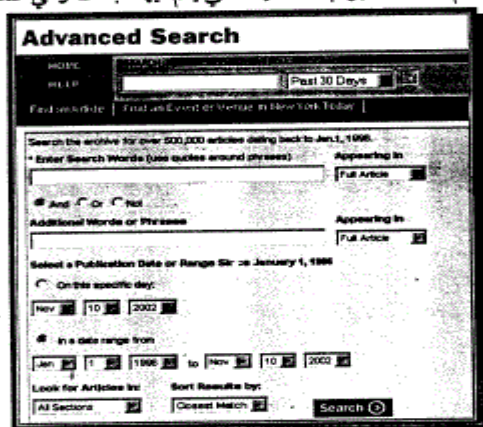 Advanced Search
HOME
HELP
Past 30 Days
Find an Article Find an Event or Venue in New York Today
Search the archive for over 500,000 articles dating back to Jan 1, 1996.
* Enter Search Words (use quotes around phrases) Appearing In
Full Article
And Or Not
Additional Words or Phrases Appearing In
Full Article
Select a Publication Date or Range Since January 1, 1996
On this specific day:
Nov 10 2002
In a date range from
Jan 1 1996 to Nov 10 2002
Look for Articles in: Sort Results by:
All Sections Closest Match Search